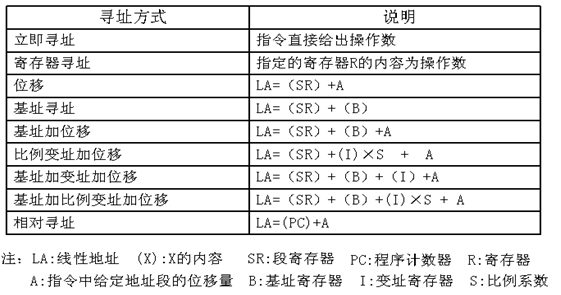 寻址方式 说明
立即寻址 指令直接给出操作数
寄存器寻址 指定的寄存器R的内容为操作数
位移 LA=（SR）+A
基址寻址 LA=（SR）+（B）
基址加位移 LA=（SR）+（B）+A
比例变址加位移 LA=（SR）+(I)×S + A
基址加变址加位移 LA=（SR）+（B）+（I）+A
基址加比例变址加位移 LA=（SR）+（B）+(I)×S + A
相对寻址 LA=(PC)+A
注：LA:线性地址 (X):X的内容 SR:段寄存器 PC:程序计数器 R:寄存器
A:指令中给定地址段的位移量 B:基址寄存器 I:变址寄存器 S:比例系数